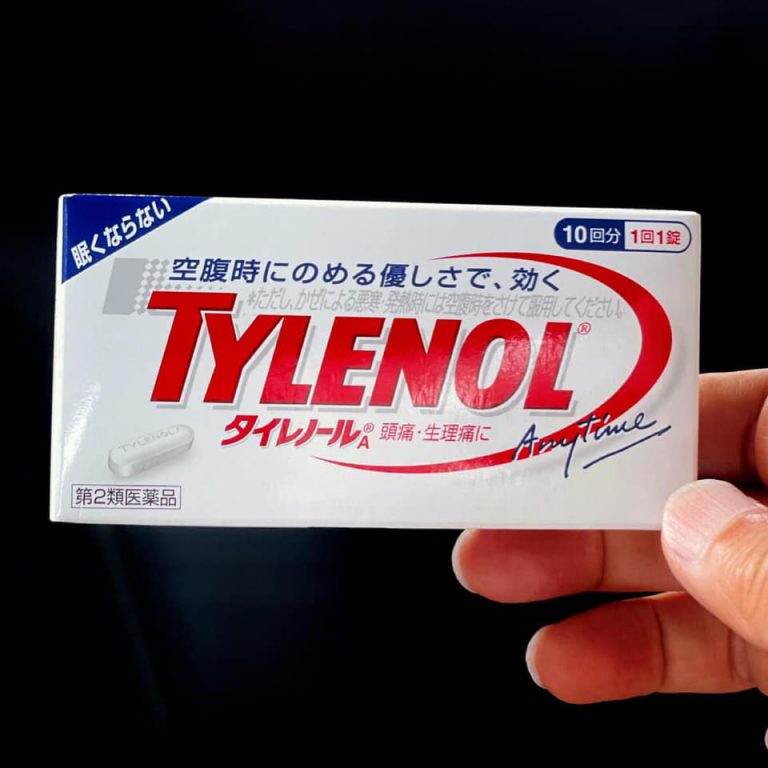 眠くならない
10回分 1回1錠
空腹時にのめる優しさで、効く
*ただし、かぜによる悪寒・発熱時には空腹時をさけて服用してください。
TYLENOL®
タイレノール®A 頭痛・生理痛に
Anytime
TYLENOL A
第2類医薬品